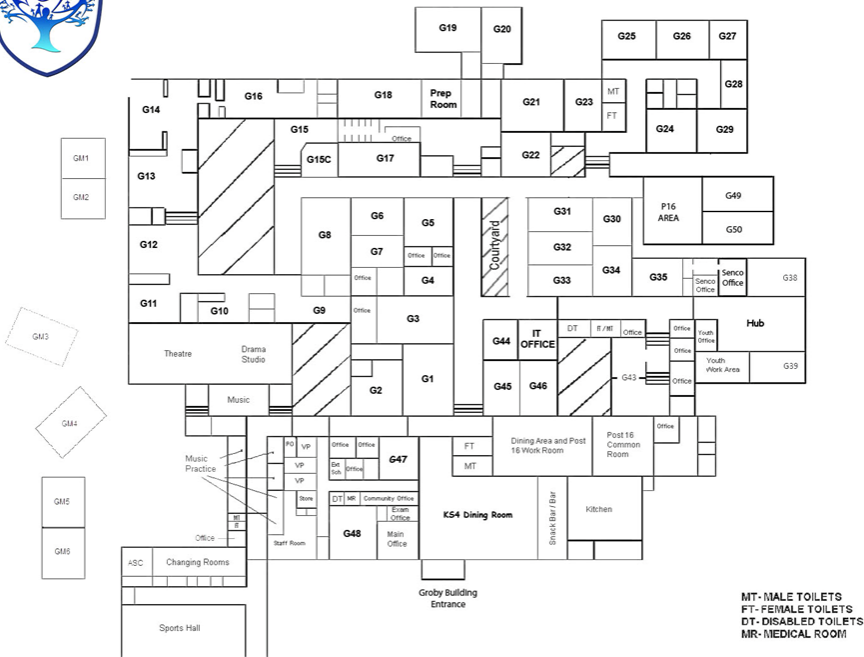 G19
G20
G25
G26
G27
G28
G14
G16
G18
Prep
Room
G21
G23
MT
FT
G24
G29
G15
Office
G15C
G17
G22
GM1
GM2
G13
G12
G11
G10
G9
G8
G6
G5
G7
Office
Office
Office
G4
Office
G3
Courtyard
G31
G30
G32
G33
G34
P16
AREA
G49
G50
G35
Senco
Office
Senco
Office
G38
Hub
GM3
Theatre
Drama
Studio
Music
G2
G1
G44
IT
OFFICE
G45
G46
DT
Office
G43
Office
Office
Office
Youth
Office
Youth
Work Area
G39
GM4
GM5
GM6
Music
Practice
PO
VP
VP
VP
Store
Office
Office
Ext
Sch
Office
G47
DT
MR
Community Office
Exam
Office
G48
Main
Office
Staff Room
MT
Office
FT
MT
KS4 Dining Room
Dining Area and Post
16 Work Room
Post 16
Common
Room
Office
Snack Bar / Bar
Kitchen
ASC
Changing Rooms
Sports Hall
Groby Building
Entrance
MT- MALE TOILETS
FT- FEMALE TOILETS
DT- DISABLED TOILETS
MR- MEDICAL ROOM